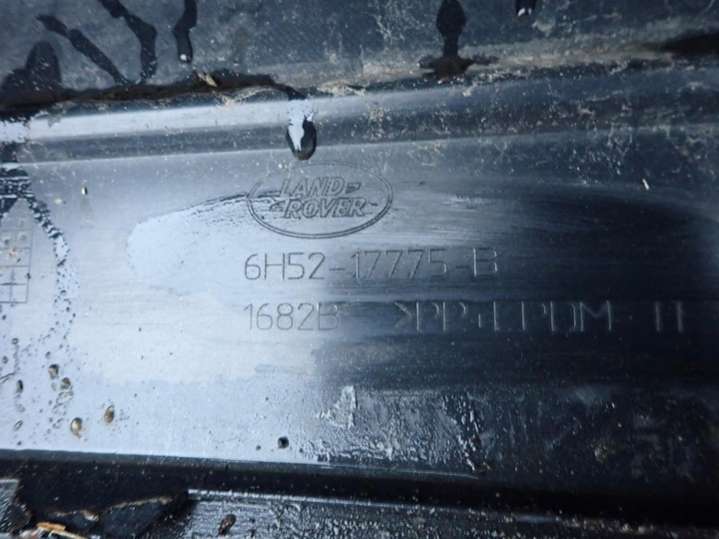 LAND
ROVER
6H52-17775-B
1682B >PP+EPDM